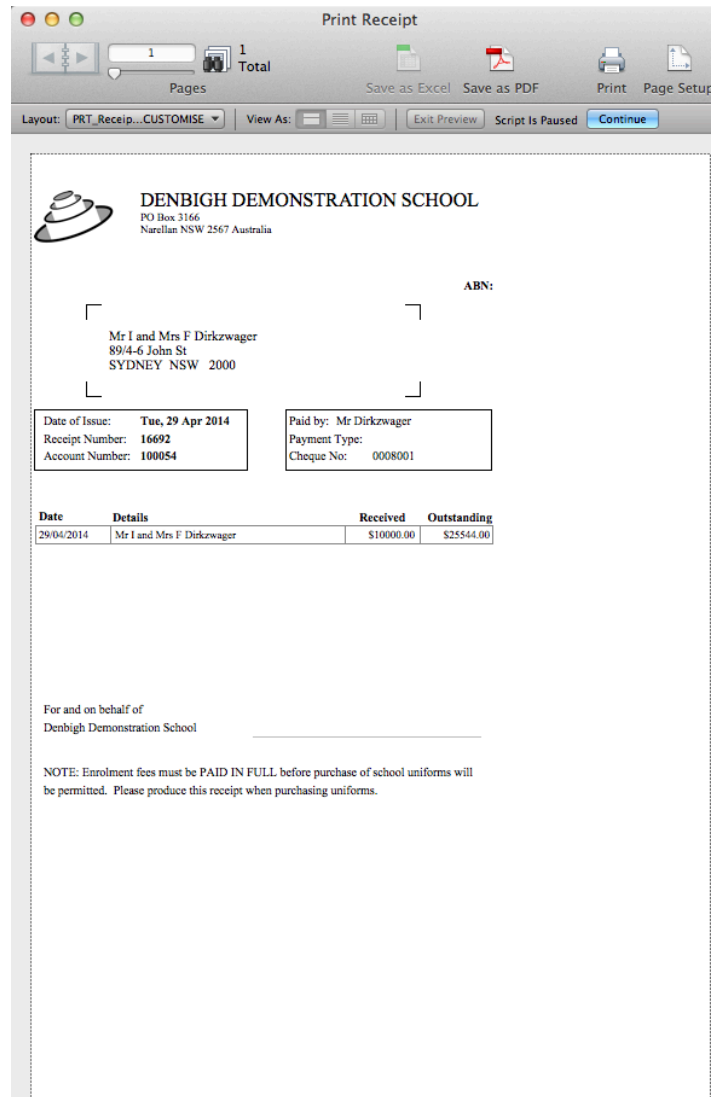 Print Receipt
1
1
Total
Pages
Save as Excel
Save as PDF
Print
Page Setup
Layout: PRT_Receip...CUSTOMISE
View As:
Exit Preview
Script Is Paused
Continue
DENBIGH DEMONSTRATION SCHOOL
PO Box 3166
Narellan NSW 2567 Australia
ABN:
Mr I and Mrs F Dirkzwager
89/4-6 John St
SYDNEY NSW 2000
Date of Issue: Tue, 29 Apr 2014
Receipt Number: 16692
Account Number: 100054
Paid by: Mr Dirkzwager
Payment Type:
Cheque No: 0008001
Date Details Received Outstanding
29/04/2014 Mr I and Mrs F Dirkzwager $10000.00 $25544.00
For and on behalf of
Denbigh Demonstration School
NOTE: Enrolment fees must be PAID IN FULL before purchase of school uniforms will
be permitted. Please produce this receipt when purchasing uniforms.